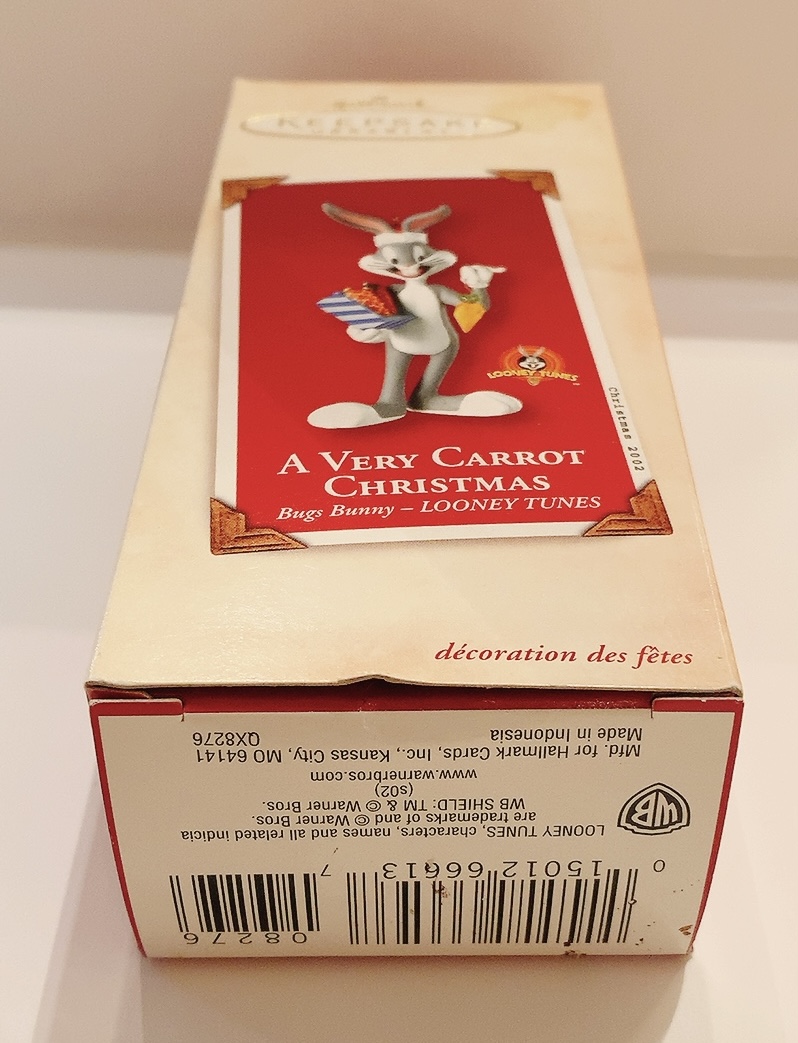 Hallmark
KEEPSAKE
ORNAMENT
LOONEY TUNES
™
Christmas 2002
A VERY CARROT
CHRISTMAS
Bugs Bunny – LOONEY TUNES
décoration des fêtes
0 15012 66613 7
08276
WB
LOONEY TUNES, characters, names, and all related indicia
are trademarks of and © Warner Bros.
WB SHIELD: TM & © Warner Bros.
(s02)
www.warnerbros.com
Mfd. for Hallmark Cards, Inc., Kansas City, MO 64141
Made in Indonesia QX8276